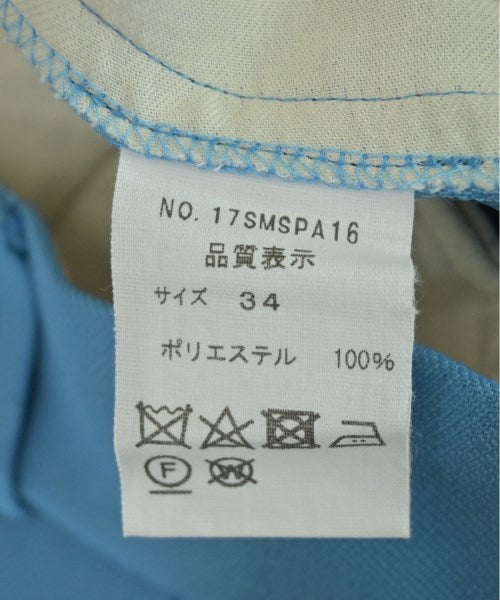 NO. 17SMSPA16
品質表示
サイズ 34
ポリエステル 100%
F W